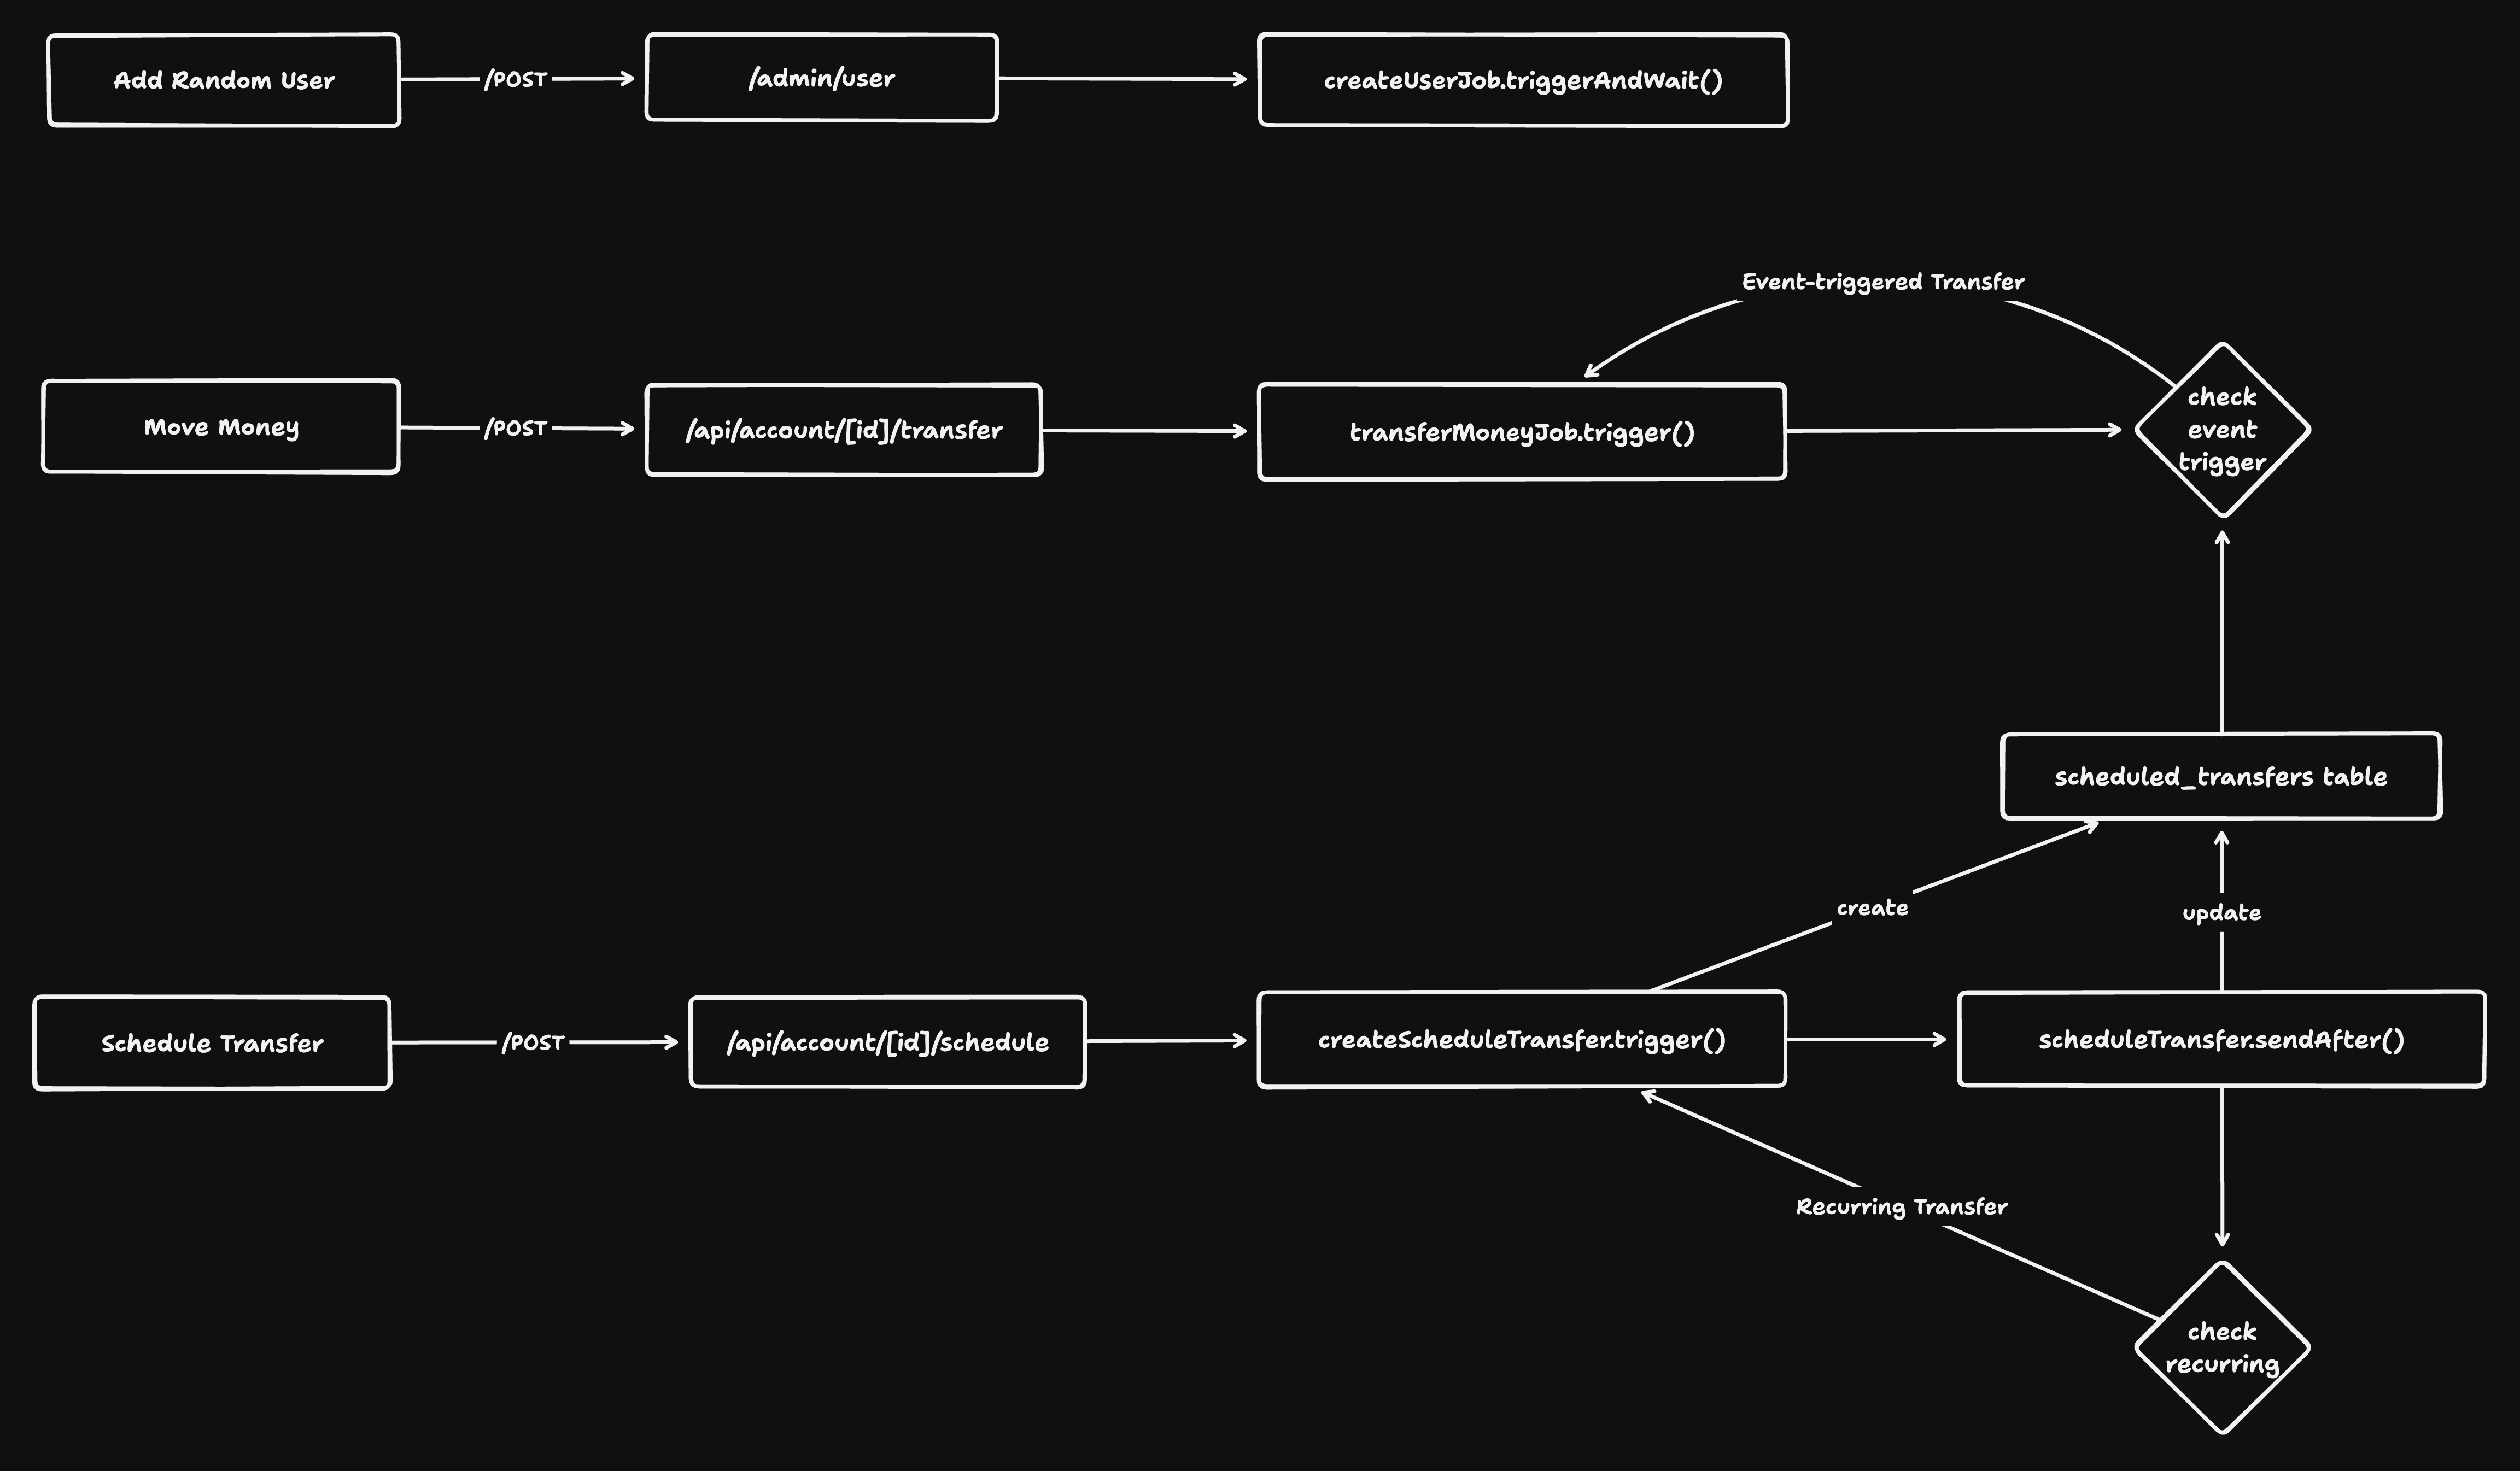 Add Random User
/POST
/admin/user
createUserJob.triggerAndWait()
Event-triggered Transfer
Move Money
/POST
/api/account/[id]/transfer
transferMoneyJob.trigger()
check
event
trigger
scheduled_transfers table
create
update
Schedule Transfer
/POST
/api/account/[id]/schedule
createScheduleTransfer.trigger()
scheduleTransfer.sendAfter()
Recurring Transfer
check
recurring